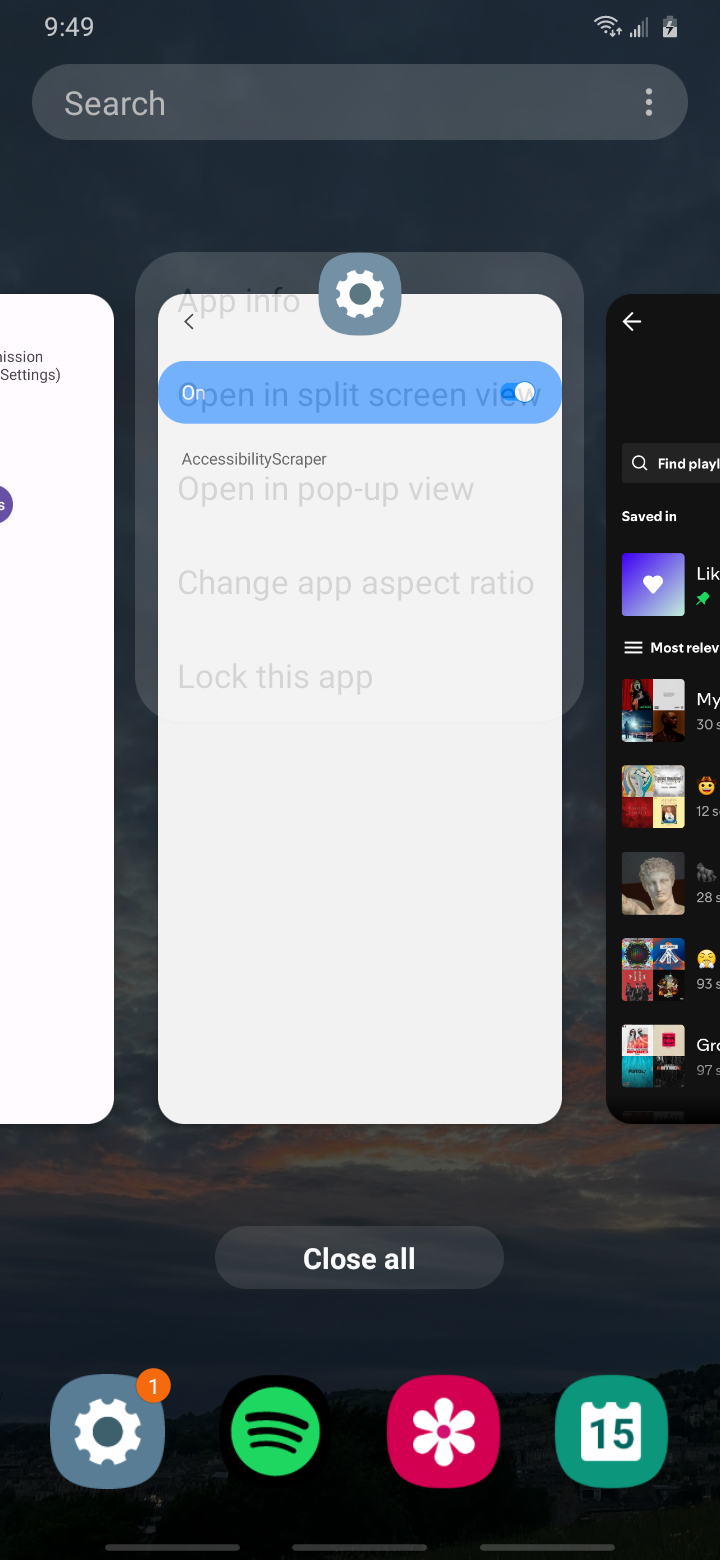 9:49
Search
App info
On
Open in split screen view
AccessibilityScraper
Open in pop-up view
Change app aspect ratio
Lock this app
mission
Settings)
s
Find playl
Saved in
Lik
Most relev
My
30 s
12 s
28 s
93 s
Gro
97 s
Close all
1
15